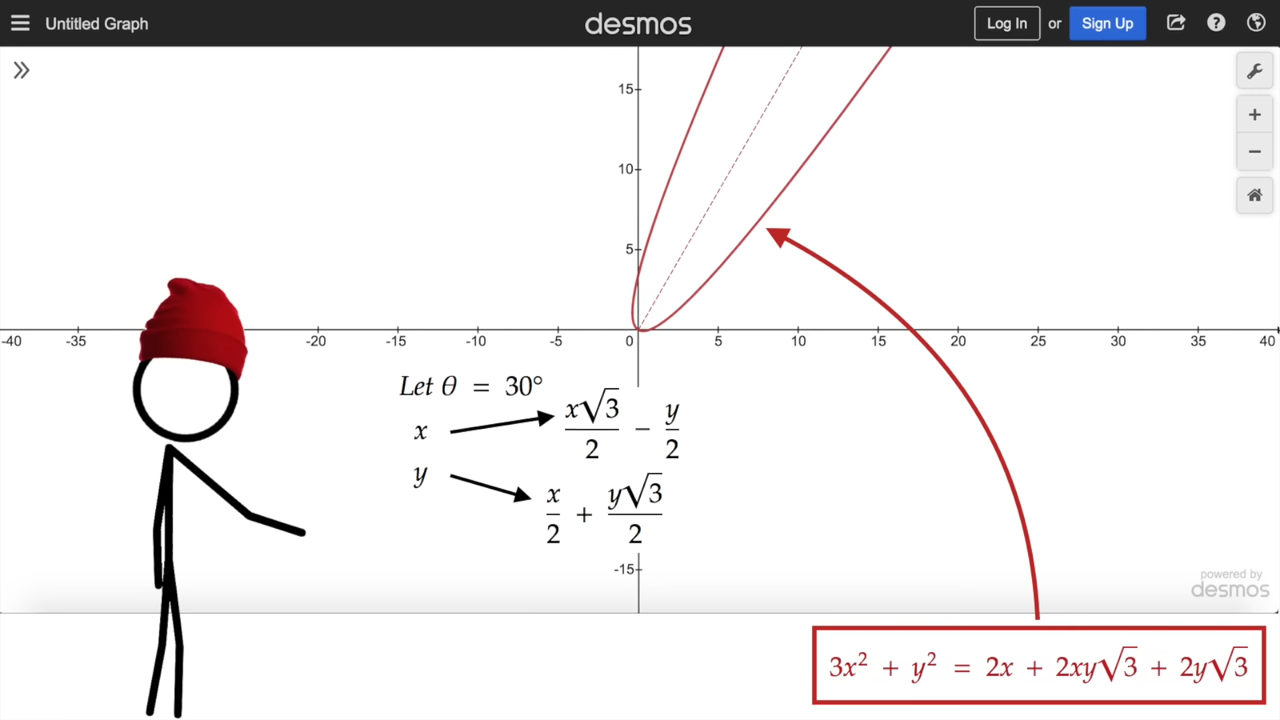 Untitled Graph desmos Log In or Sign Up
15
10
5
-40 -35 -20 -15 -10 -5 0 5 10 15 20 25 30 35 40
Let θ = 30°
x x√3/2 − y/2
y x/2 + y√3/2
-15
powered by
desmos
3x² + y² = 2x + 2xy√3 + 2y√3